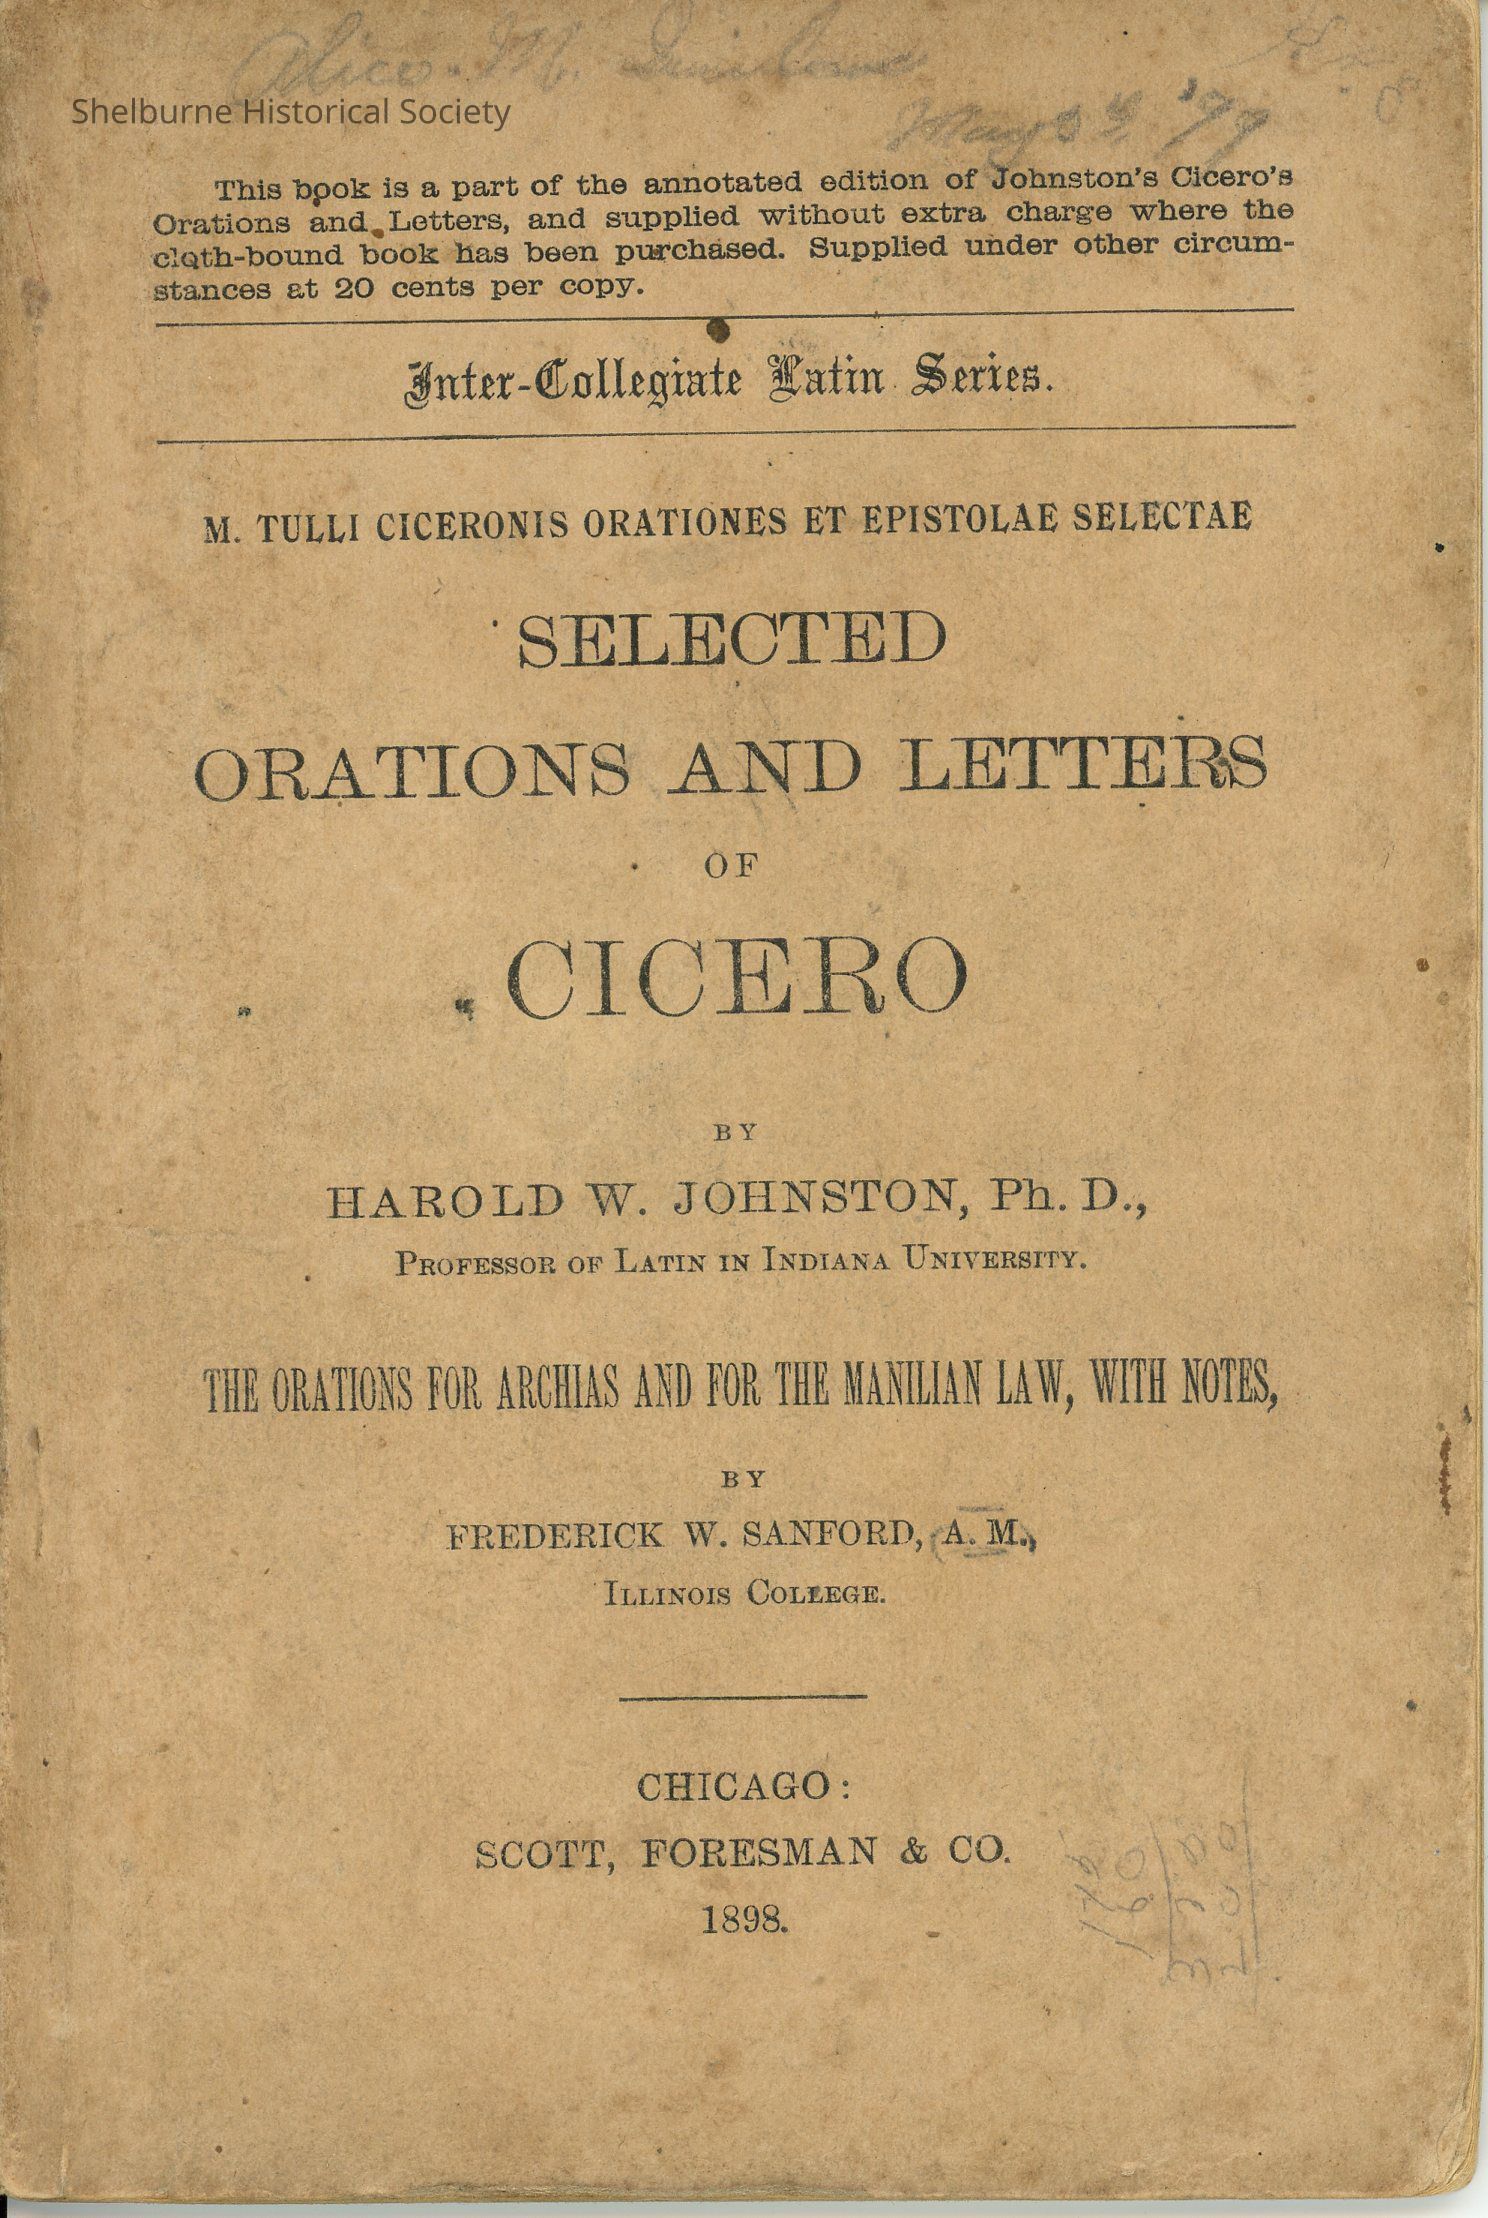 Alice M.
Shelburne Historical Society
May 3rd '99
This book is a part of the annotated edition of Johnston's Cicero's
Orations and Letters, and supplied without extra charge where the
cloth-bound book has been purchased. Supplied under other circum-
stances at 20 cents per copy.
Inter-Collegiate Latin Series.
M. TULLI CICERONIS ORATIONES ET EPISTOLAE SELECTAE
SELECTED
ORATIONS AND LETTERS
OF
CICERO
BY
HAROLD W. JOHNSTON, Ph. D.,
PROFESSOR OF LATIN IN INDIANA UNIVERSITY.
THE ORATIONS FOR ARCHIAS AND FOR THE MANILIAN LAW, WITH NOTES,
BY
FREDERICK W. SANFORD, A. M.,
ILLINOIS COLLEGE.
CHICAGO:
SCOTT, FORESMAN & CO.
1898.